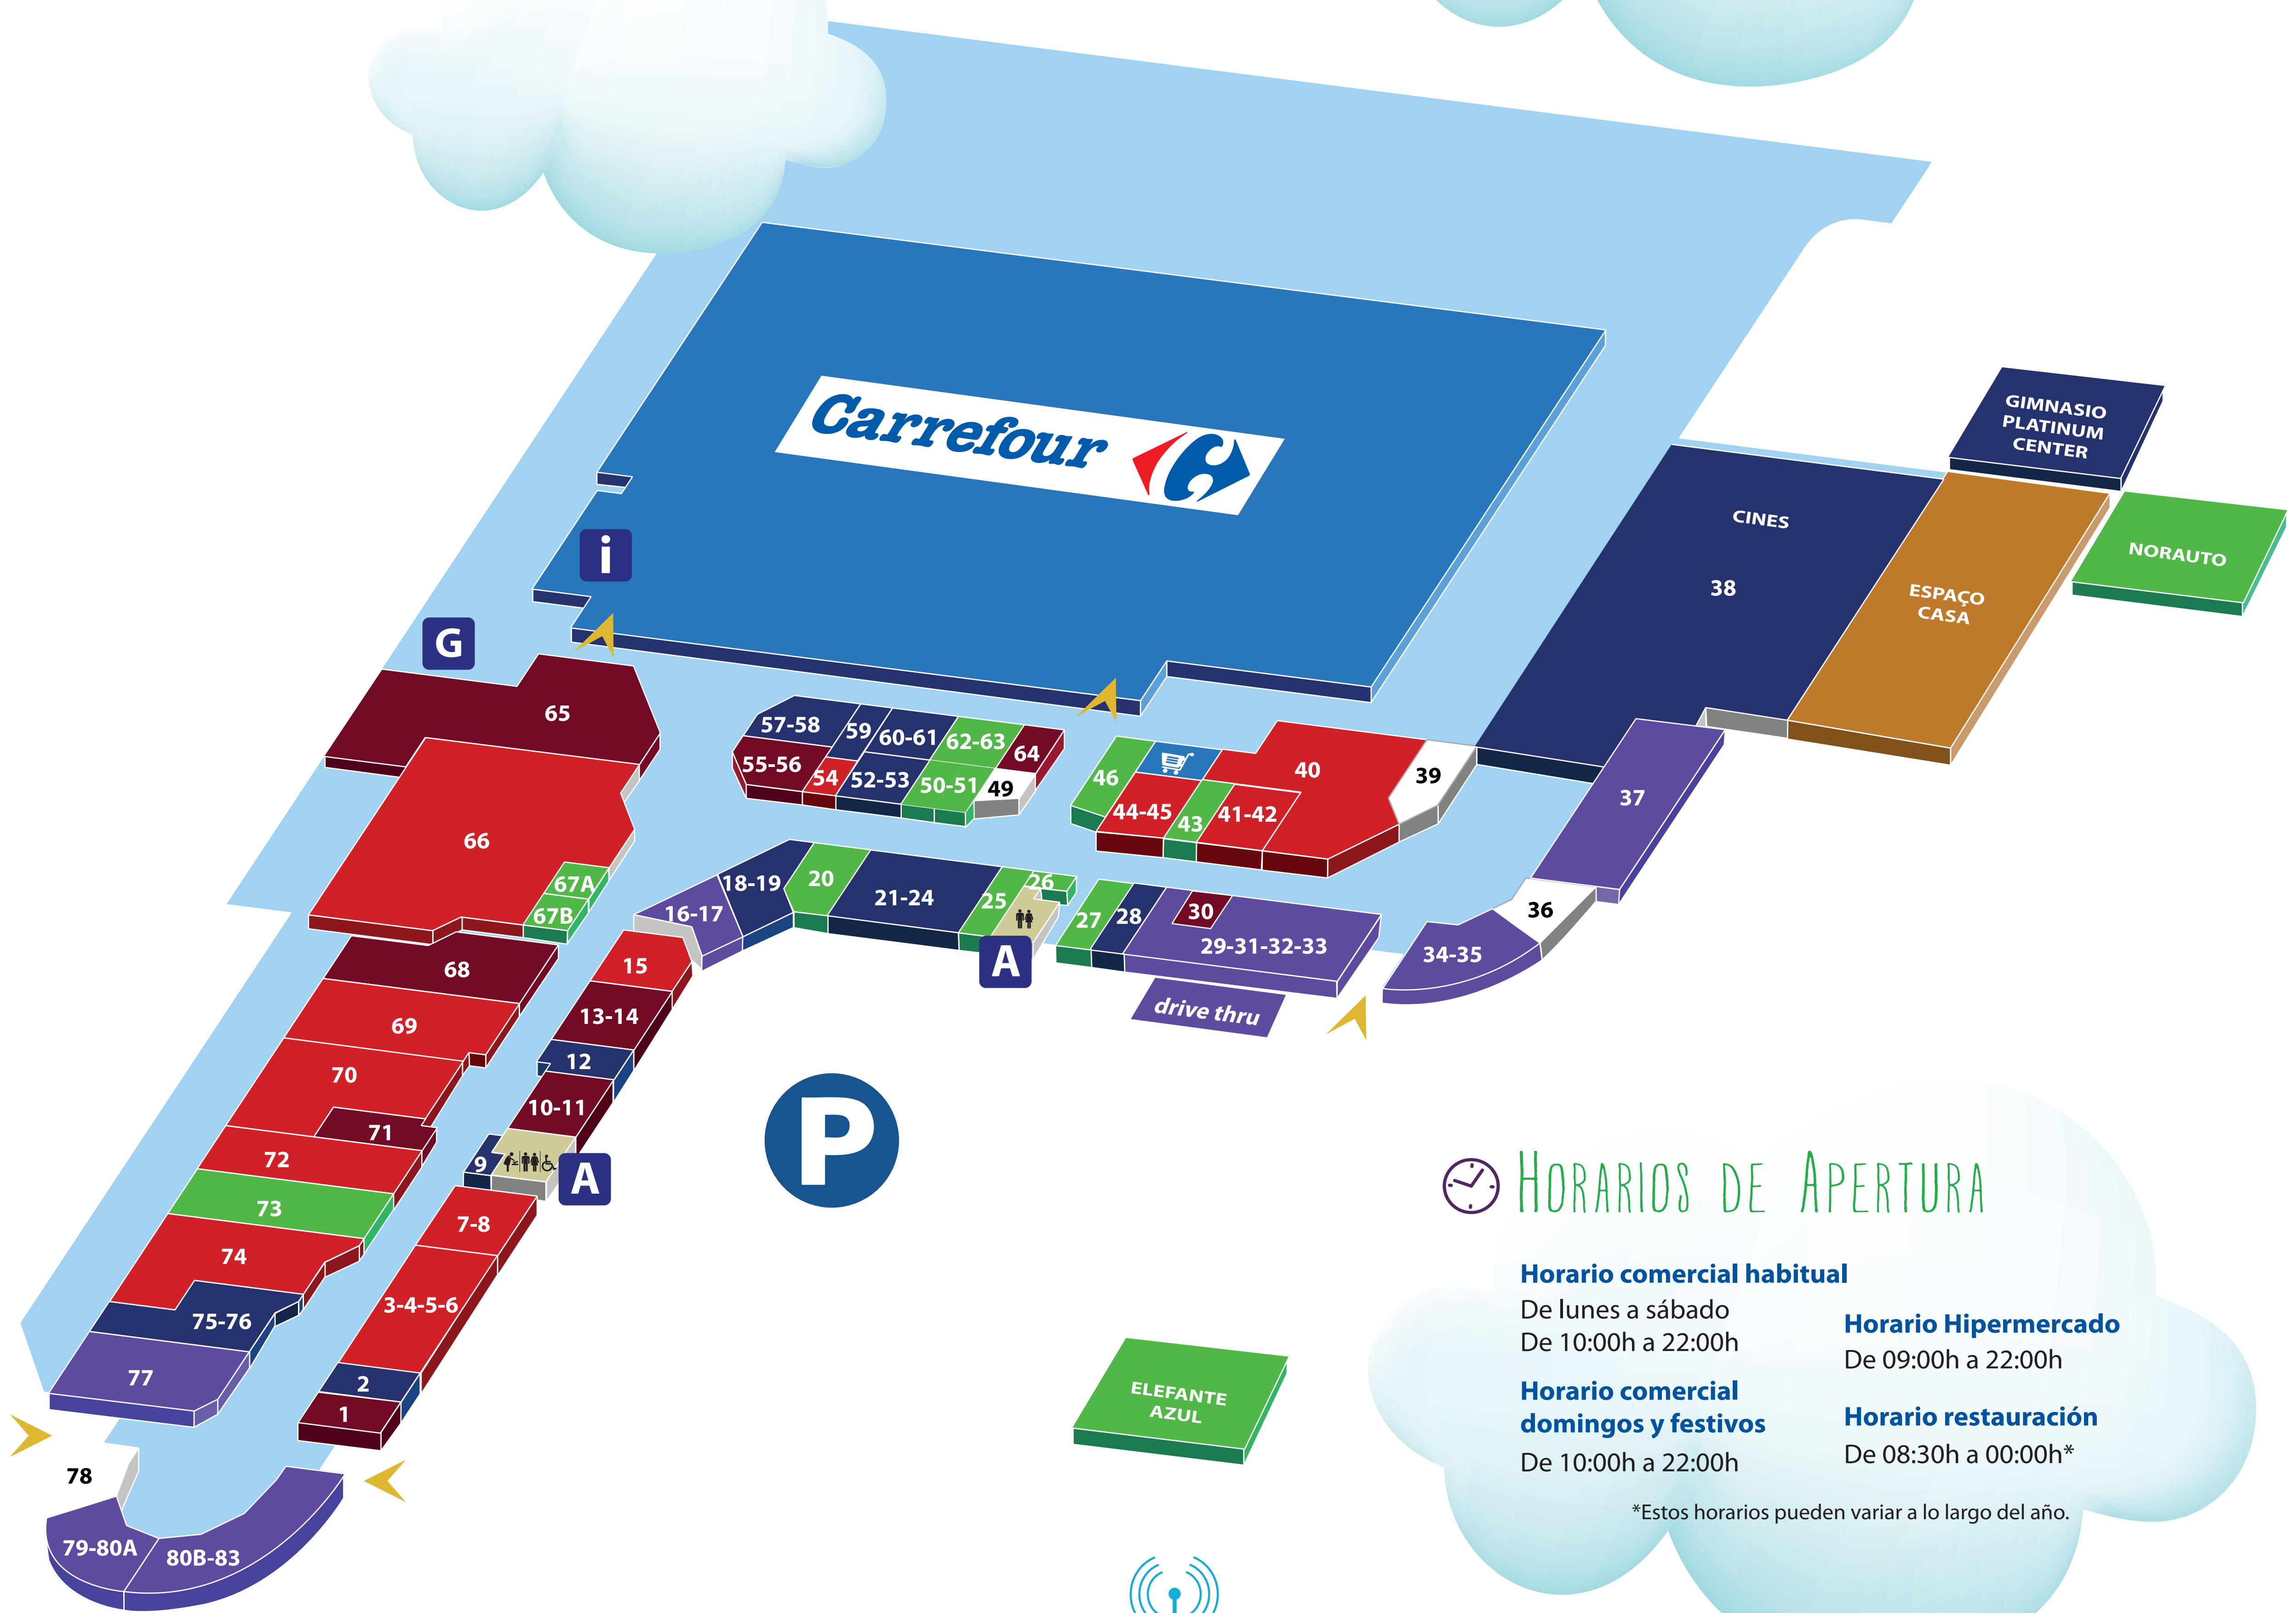 Carrefour
GIMNASIO
PLATINUM
CENTER
CINES
38
ESPAÇO
CASA
NORAUTO
i
G
65
57-58
59
60-61
62-63
64
55-56
54
52-53
50-51
49
46
40
39
44-45
43
41-42
37
66
67A
67B
18-19
16-17
20
21-24
25
26
27
28
30
29-31-32-33
36
34-35
A
drive thru
68
15
69
13-14
70
12
10-11
71
72
9
A
P
73
7-8
74
3-4-5-6
75-76
77
2
1
78
79-80A
80B-83
ELEFANTE
AZUL
HORARIOS DE APERTURA
Horario comercial habitual
De lunes a sábado
De 10:00h a 22:00h
Horario comercial
domingos y festivos
De 10:00h a 22:00h
Horario Hipermercado
De 09:00h a 22:00h
Horario restauración
De 08:30h a 00:00h*
*Estos horarios pueden variar a lo largo del año.